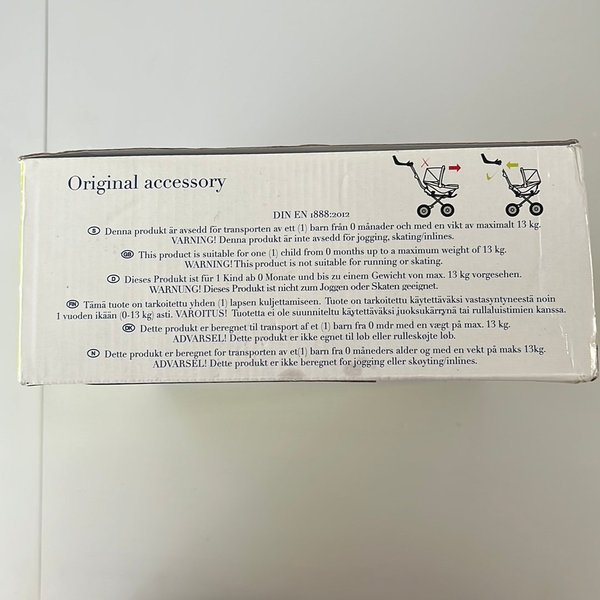 Original accessory
DIN EN 1888:2012
S Denna produkt är avsedd för transporten av ett (1) barn från 0 månader och med en vikt av maximalt 13 kg.
VARNING! Denna produkt är inte avsedd för jogging, skating/inlines.
GB This product is suitable for one (1) child from 0 months up to a maximum weight of 13 kg.
WARNING! This product is not suitable for running or skating.
D Dieses Produkt ist für 1 Kind ab 0 Monate und bis zu einem Gewicht von max. 13 kg vorgesehen.
WARNUNG! Dieses Produkt ist nicht zum Joggen oder Skaten geeignet.
FIN Tämä tuote on tarkoitettu yhden (1) lapsen kuljettamiseen. Tuote on tarkoitettu käytettäväksi vastasyntyneestä noin
1 vuoden ikään (0-13 kg) asti. VAROITUS! Tuotetta ei ole suunniteltu käytettäväksi juoksukärrynä tai rullaluistimien kanssa.
DK Dette produkt er beregnet til transport af et (1) barn fra 0 mdr med en vægt på max. 13 kg.
ADVARSEL! Dette produkt er ikke egnet til løb eller rulleskøjte løb.
N Dette produkt er beregnet for transporten av et(1) barn fra 0 måneders alder og med en vekt på maks 13kg.
ADVARSEL! Dette produkt er ikke beregnet for jogging eller skøyting/inlines.